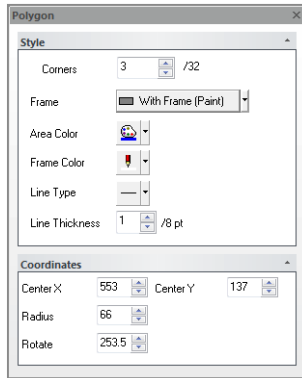 Polygon
Style
Corners 3 /32
Frame With Frame (Paint)
Area Color
Frame Color
Line Type
Line Thickness 1 /8 pt
Coordinates
Center X 553 Center Y 137
Radius 66
Rotate 253.5